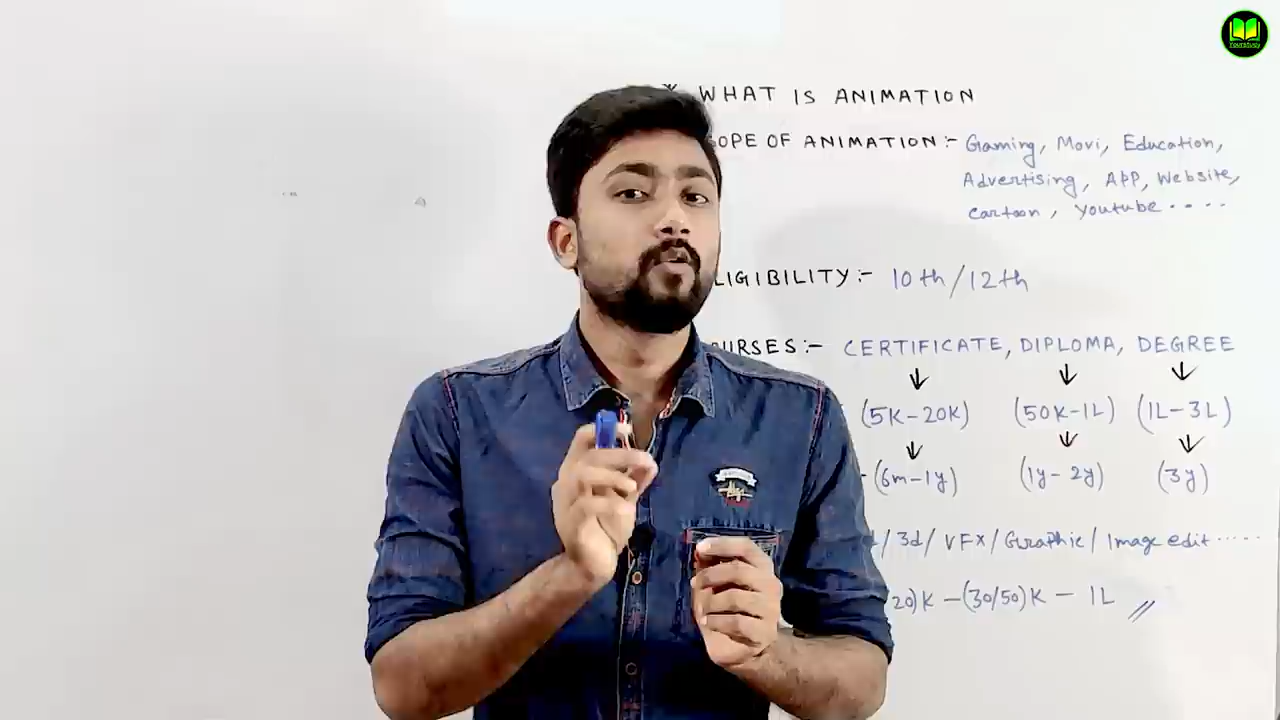 WHAT IS ANIMATION
OPE OF ANIMATION:- Gaming, Movi, Education,
Advertising, APP, Website,
Cartoon, Youtube ....
LIGIBILITY:- 10th/12th
URSES:- CERTIFICATE, DIPLOMA, DEGREE
(5K-20K) (50K-1L) (1L-3L)
(6m-1y) (1y-2y) (3y)
/3d/VFX/Graphic/Image edit.....
20)K-(30/50)K-1L